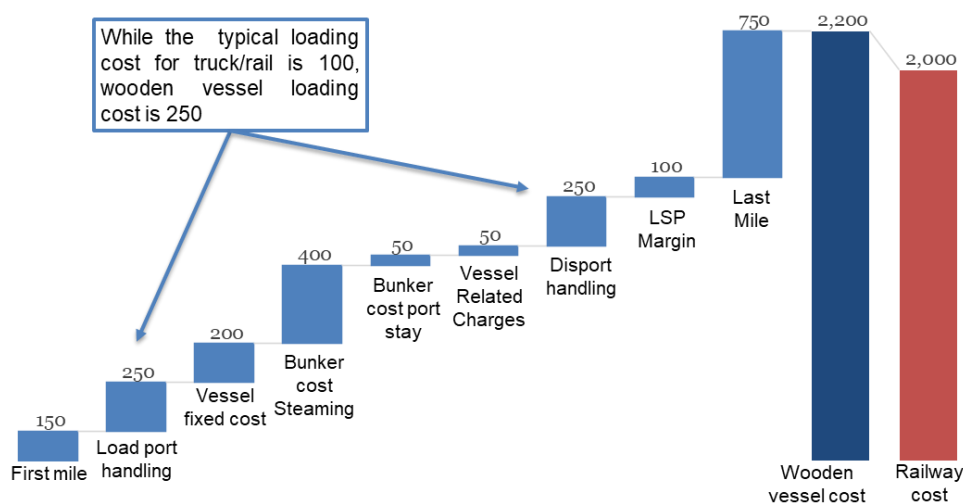 While the typical loading
cost for truck/rail is 100,
wooden vessel loading
cost is 250
150
First mile
250
Load port
handling
200
Vessel
fixed cost
400
Bunker
cost
Steaming
50
Bunker
cost port
stay
50
Vessel
Related
Charges
250
Disport
handling
100
LSP
Margin
750
Last
Mile
2,200
Wooden
vessel cost
2,000
Railway
cost